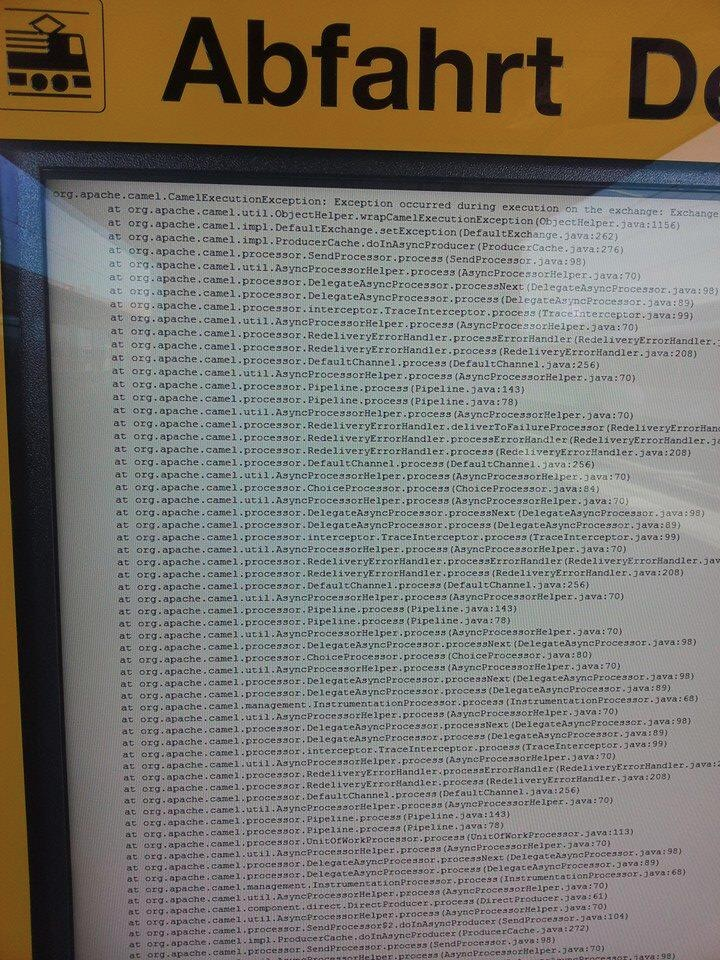 Abfahrt De
org.apache.camel.CamelExecutionException: Exception occurred during execution on the exchange: Exchange
at org.apache.camel.util.ObjectHelper.wrapCamelExecutionException(ObjectHelper.java:1156)
at org.apache.camel.impl.DefaultExchange.setException(DefaultExchange.java:262)
at org.apache.camel.impl.ProducerCache.doInAsyncProducer(ProducerCache.java:276)
at org.apache.camel.processor.SendProcessor.process(SendProcessor.java:98)
at org.apache.camel.util.AsyncProcessorHelper.process(AsyncProcessorHelper.java:70)
at org.apache.camel.processor.DelegateAsyncProcessor.processNext(DelegateAsyncProcessor.java:98)
at org.apache.camel.processor.DelegateAsyncProcessor.process(DelegateAsyncProcessor.java:89)
at org.apache.camel.processor.interceptor.TraceInterceptor.process(TraceInterceptor.java:99)
at org.apache.camel.util.AsyncProcessorHelper.process(AsyncProcessorHelper.java:70)
at org.apache.camel.processor.RedeliveryErrorHandler.processErrorHandler(RedeliveryErrorHandler.j
at org.apache.camel.processor.RedeliveryErrorHandler.process(RedeliveryErrorHandler.java:208)
at org.apache.camel.processor.DefaultChannel.process(DefaultChannel.java:256)
at org.apache.camel.util.AsyncProcessorHelper.process(AsyncProcessorHelper.java:70)
at org.apache.camel.processor.Pipeline.process(Pipeline.java:143)
at org.apache.camel.processor.Pipeline.process(Pipeline.java:78)
at org.apache.camel.util.AsyncProcessorHelper.process(AsyncProcessorHelper.java:70)
at org.apache.camel.processor.RedeliveryErrorHandler.deliverToFailureProcessor(RedeliveryErrorHan
at org.apache.camel.processor.RedeliveryErrorHandler.processErrorHandler(RedeliveryErrorHandler.ja
at org.apache.camel.processor.RedeliveryErrorHandler.process(RedeliveryErrorHandler.java:208)
at org.apache.camel.processor.DefaultChannel.process(DefaultChannel.java:256)
at org.apache.camel.util.AsyncProcessorHelper.process(AsyncProcessorHelper.java:70)
at org.apache.camel.processor.ChoiceProcessor.process(ChoiceProcessor.java:84)
at org.apache.camel.util.AsyncProcessorHelper.process(AsyncProcessorHelper.java:70)
at org.apache.camel.processor.DelegateAsyncProcessor.processNext(DelegateAsyncProcessor.java:98)
at org.apache.camel.processor.DelegateAsyncProcessor.process(DelegateAsyncProcessor.java:89)
at org.apache.camel.processor.interceptor.TraceInterceptor.process(TraceInterceptor.java:99)
at org.apache.camel.util.AsyncProcessorHelper.process(AsyncProcessorHelper.java:70)
at org.apache.camel.processor.RedeliveryErrorHandler.processErrorHandler(RedeliveryErrorHandler.jav
at org.apache.camel.processor.RedeliveryErrorHandler.process(RedeliveryErrorHandler.java:208)
at org.apache.camel.processor.DefaultChannel.process(DefaultChannel.java:256)
at org.apache.camel.util.AsyncProcessorHelper.process(AsyncProcessorHelper.java:70)
at org.apache.camel.processor.Pipeline.process(Pipeline.java:143)
at org.apache.camel.processor.Pipeline.process(Pipeline.java:78)
at org.apache.camel.util.AsyncProcessorHelper.process(AsyncProcessorHelper.java:70)
at org.apache.camel.processor.DelegateAsyncProcessor.processNext(DelegateAsyncProcessor.java:98)
at org.apache.camel.processor.ChoiceProcessor.process(ChoiceProcessor.java:80)
at org.apache.camel.util.AsyncProcessorHelper.process(AsyncProcessorHelper.java:70)
at org.apache.camel.processor.DelegateAsyncProcessor.processNext(DelegateAsyncProcessor.java:98)
at org.apache.camel.processor.DelegateAsyncProcessor.process(DelegateAsyncProcessor.java:89)
at org.apache.camel.management.InstrumentationProcessor.process(InstrumentationProcessor.java:68)
at org.apache.camel.util.AsyncProcessorHelper.process(AsyncProcessorHelper.java:70)
at org.apache.camel.processor.DelegateAsyncProcessor.processNext(DelegateAsyncProcessor.java:98)
at org.apache.camel.processor.DelegateAsyncProcessor.process(DelegateAsyncProcessor.java:89)
at org.apache.camel.processor.interceptor.TraceInterceptor.process(TraceInterceptor.java:99)
at org.apache.camel.util.AsyncProcessorHelper.process(AsyncProcessorHelper.java:70)
at org.apache.camel.processor.RedeliveryErrorHandler.processErrorHandler(RedeliveryErrorHandler.java:2
at org.apache.camel.processor.RedeliveryErrorHandler.process(RedeliveryErrorHandler.java:208)
at org.apache.camel.processor.DefaultChannel.process(DefaultChannel.java:256)
at org.apache.camel.util.AsyncProcessorHelper.process(AsyncProcessorHelper.java:70)
at org.apache.camel.processor.Pipeline.process(Pipeline.java:143)
at org.apache.camel.processor.Pipeline.process(Pipeline.java:78)
at org.apache.camel.processor.UnitOfWorkProcessor.process(UnitOfWorkProcessor.java:113)
at org.apache.camel.util.AsyncProcessorHelper.process(AsyncProcessorHelper.java:70)
at org.apache.camel.processor.DelegateAsyncProcessor.processNext(DelegateAsyncProcessor.java:98)
at org.apache.camel.processor.DelegateAsyncProcessor.process(DelegateAsyncProcessor.java:89)
at org.apache.camel.management.InstrumentationProcessor.process(InstrumentationProcessor.java:68)
at org.apache.camel.util.AsyncProcessorHelper.process(AsyncProcessorHelper.java:70)
at org.apache.camel.component.direct.DirectProducer.process(DirectProducer.java:61)
at org.apache.camel.util.AsyncProcessorHelper.process(AsyncProcessorHelper.java:70)
at org.apache.camel.processor.SendProcessor$2.doInAsyncProducer(SendProcessor.java:104)
at org.apache.camel.impl.ProducerCache.doInAsyncProducer(ProducerCache.java:272)
at org.apache.camel.processor.SendProcessor.process(SendProcessor.java:98)
at org.apache.camel.util.AsyncProcessorHelper.process(AsyncProcessorHelper.java:70)